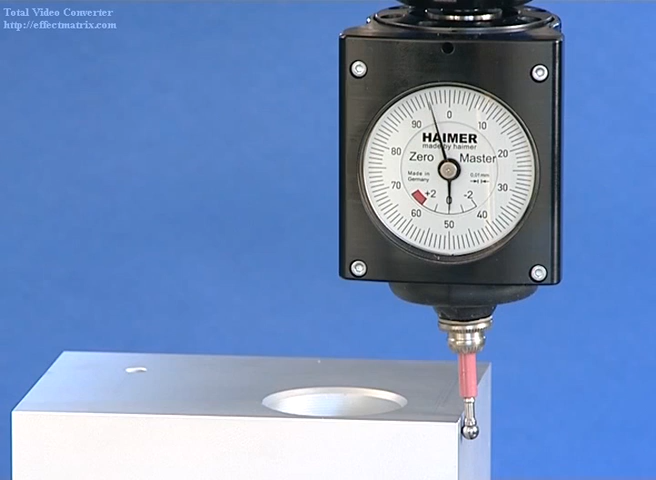 Total Video Converter
http://effectmatrix.com
0
90
10
HAIMER
made by haimer
80
Zero
Master
20
Made in
Germany
0,01mm
70
+2
-2
30
0
60
40
50